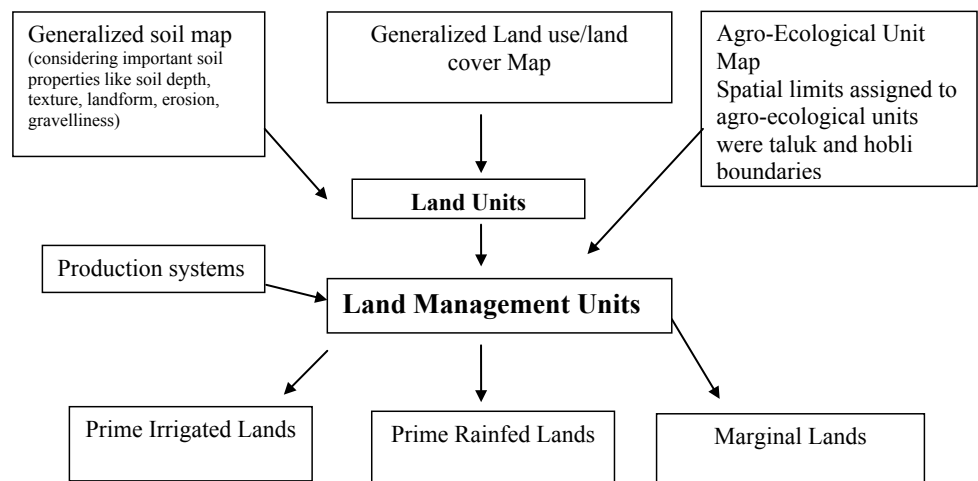 Generalized soil map
(considering important soil
properties like soil depth,
texture, landform, erosion,
gravelliness)
Generalized Land use/land
cover Map
Agro-Ecological Unit
Map
Spatial limits assigned to
agro-ecological units
were taluk and hobli
boundaries
Land Units
Production systems
Land Management Units
Prime Irrigated Lands
Prime Rainfed Lands
Marginal Lands